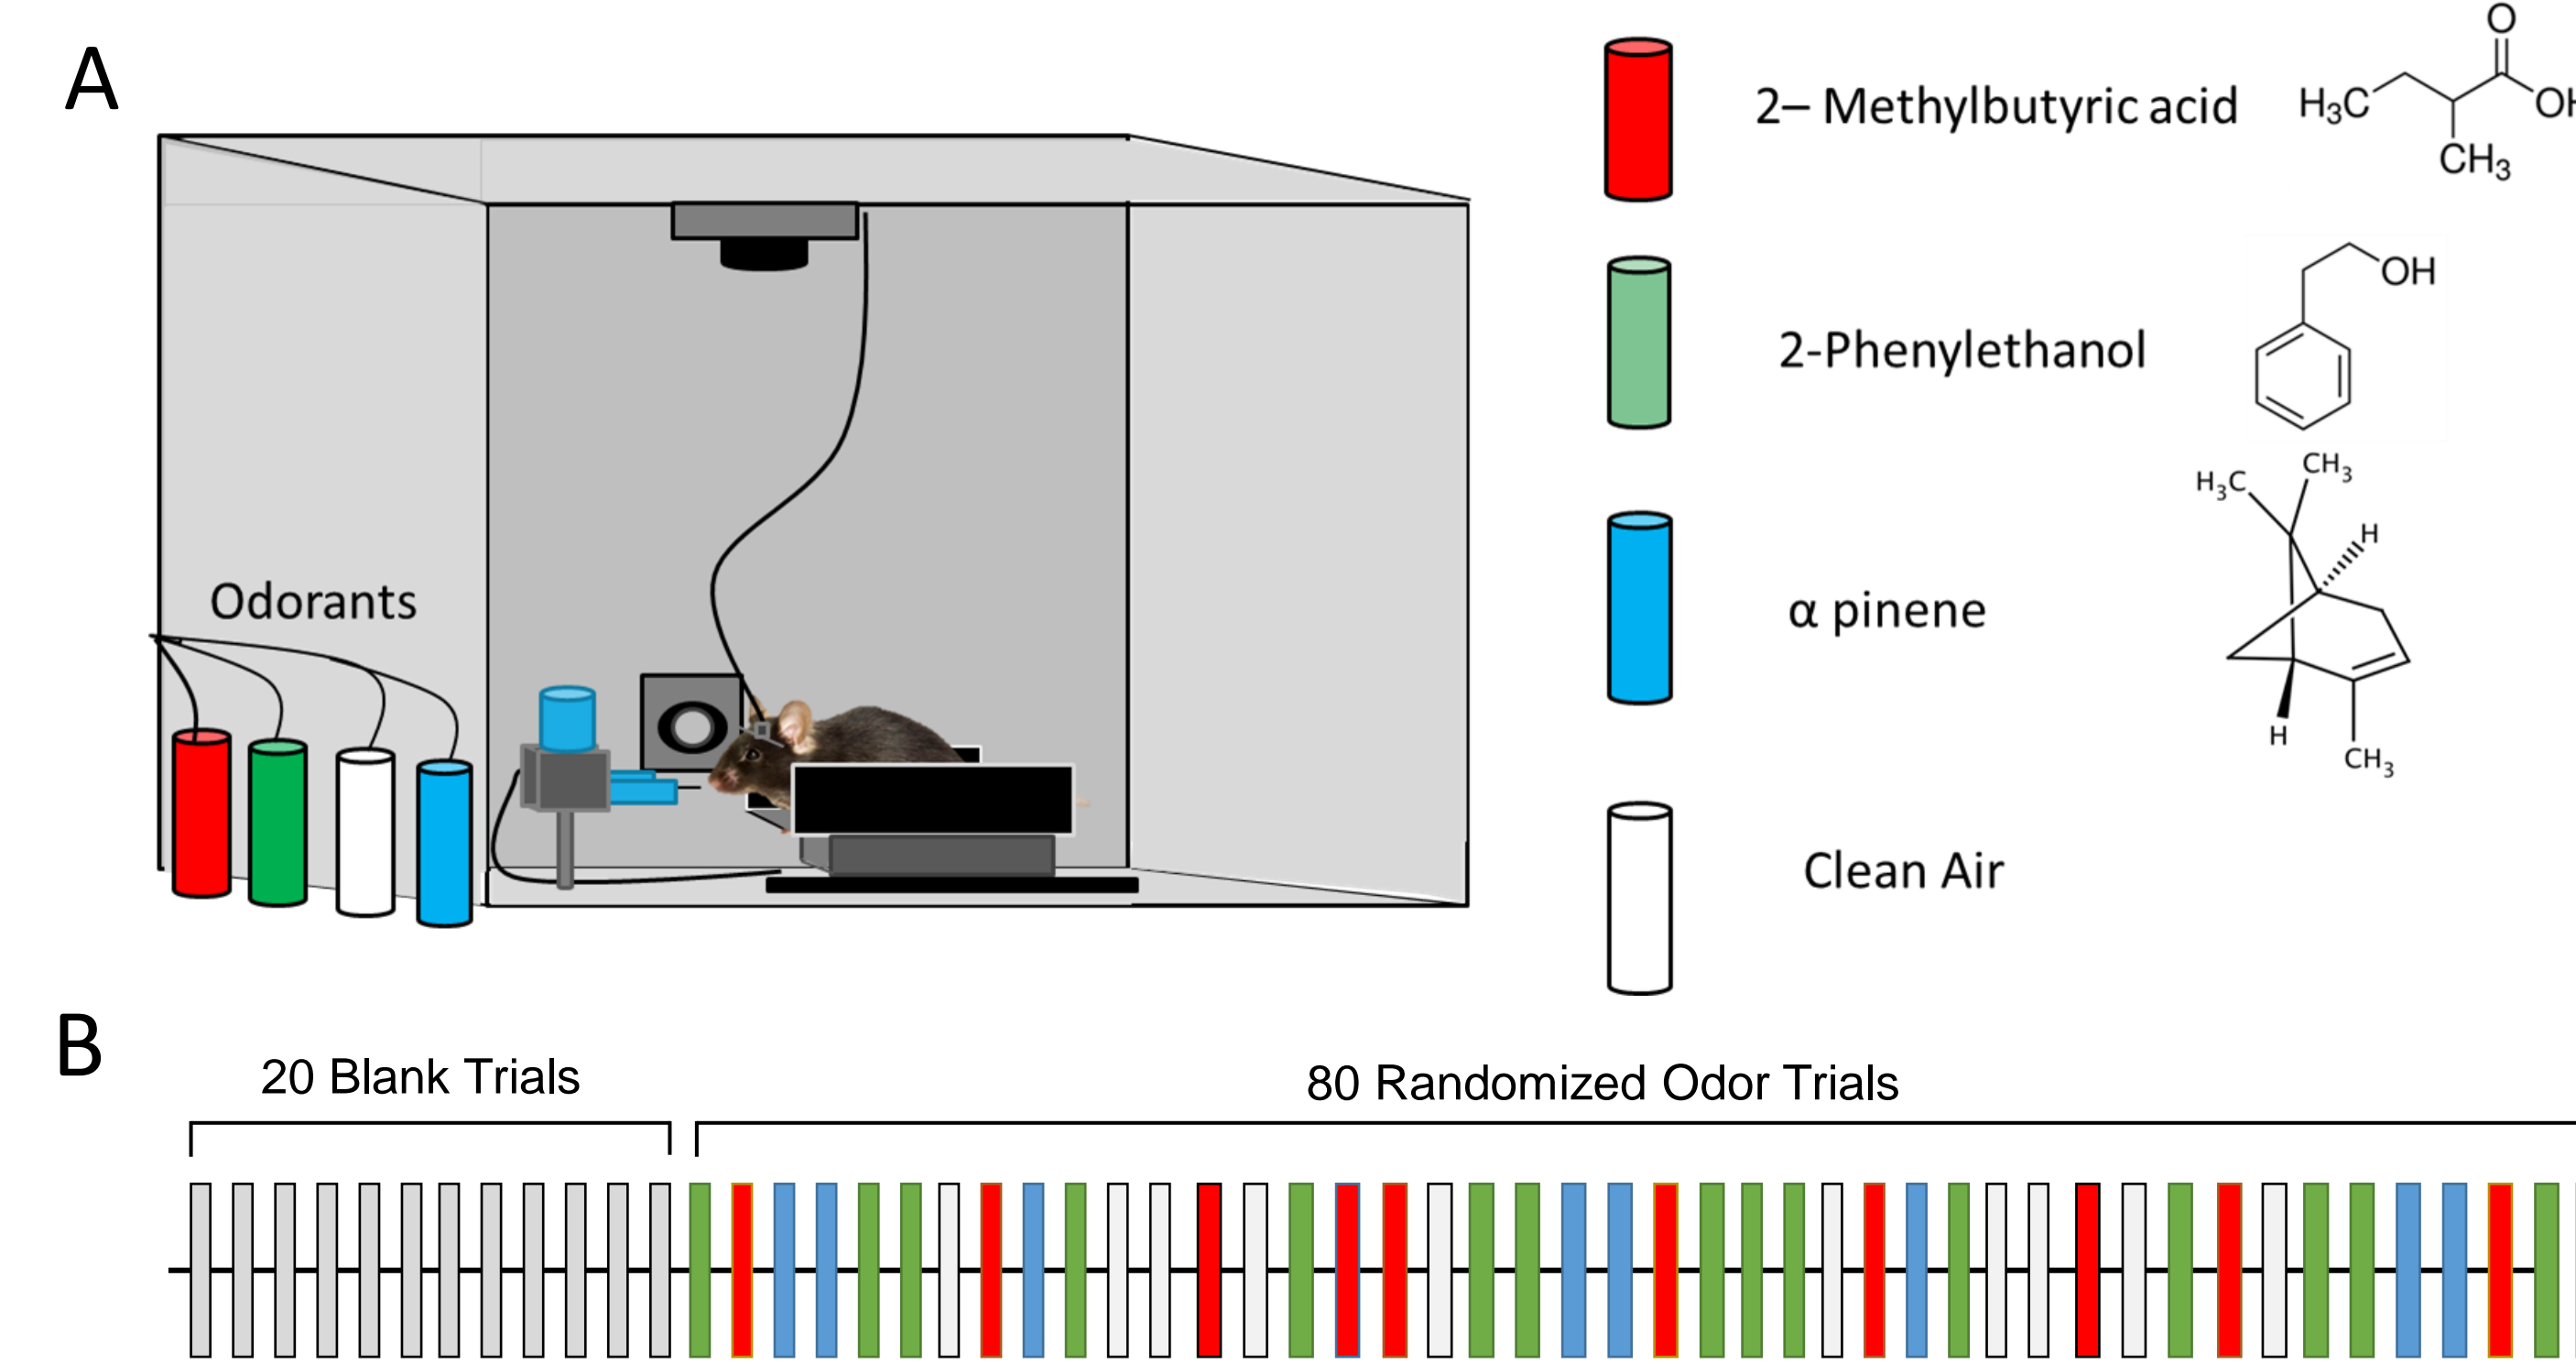 A
Odorants
2– Methylbutyric acid
O
H3C
OH
CH3
2-Phenylethanol
OH
α pinene
H3C
CH3
H
H
CH3
Clean Air
B
20 Blank Trials
80 Randomized Odor Trials